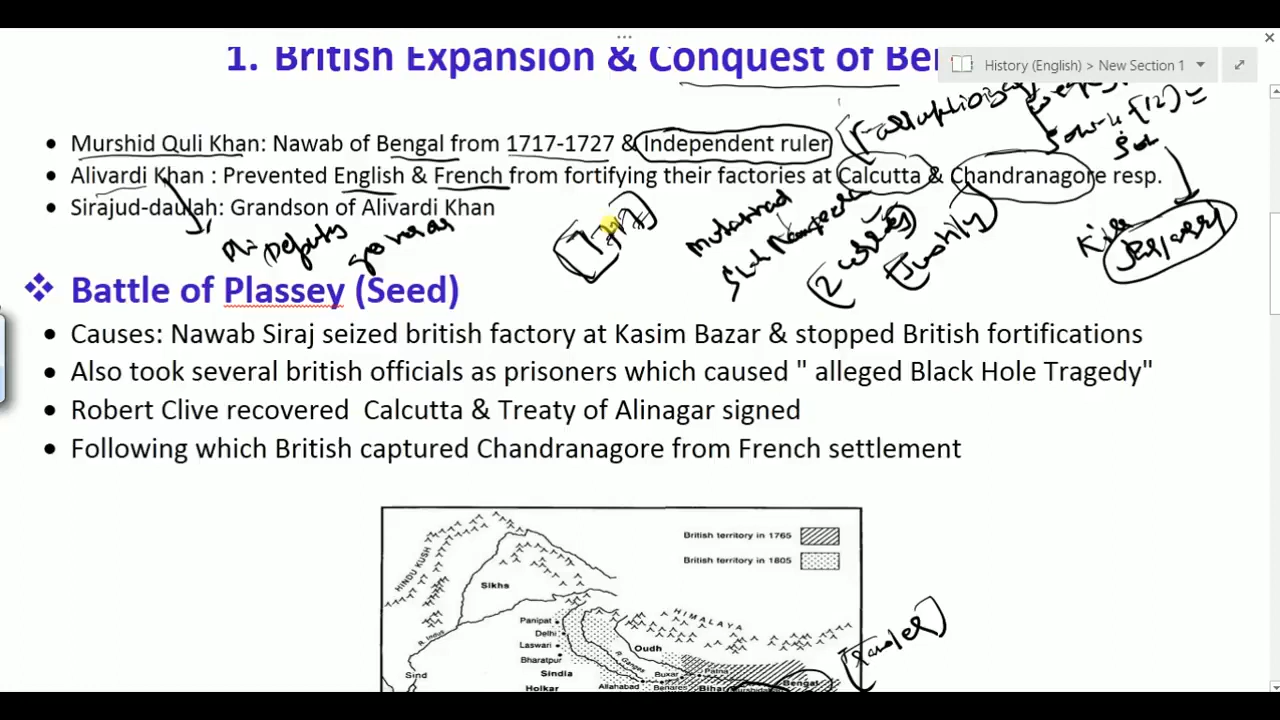 1. British Expansion & Conquest of Be
History (English) > New Section 1
• Murshid Quli Khan: Nawab of Bengal from 1717-1727 & Independent ruler
• Alivardi Khan : Prevented English & French from fortifying their factories at Calcutta & Chandranagore resp.
• Sirajud-daulah: Grandson of Alivardi Khan
Deputy
❖ Battle of Plassey (Seed)
• Causes: Nawab Siraj seized british factory at Kasim Bazar & stopped British fortifications
• Also took several british officials as prisoners which caused " alleged Black Hole Tragedy"
• Robert Clive recovered Calcutta & Treaty of Alinagar signed
• Following which British captured Chandranagore from French settlement
British territory in 1765
British territory in 1805
HINDU KUSH
Sikhs
HIMALAYA
R. Indus
Panipat
Delhi
Laswari
Bharatpur
Oudh
R. Ganges
Sind
Sindia
Buxar
Patna
Bengal
Holkar
Allahabad
Benares
Bihar